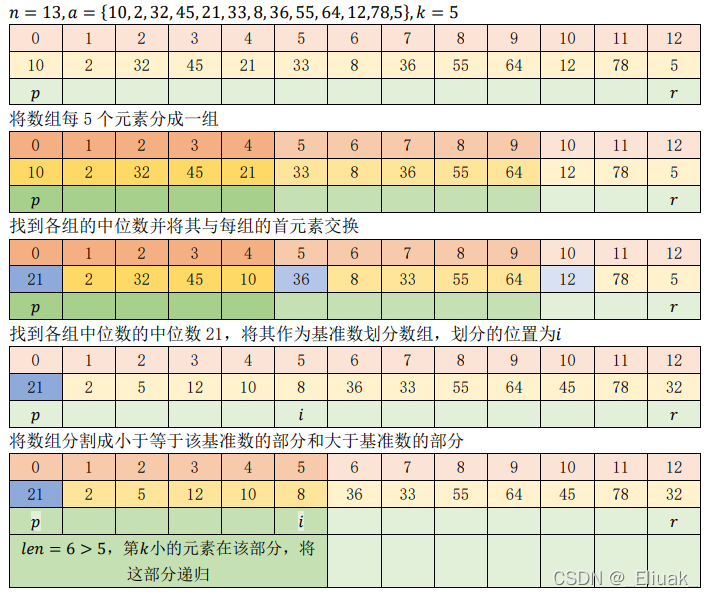 n = 13, a = {10, 2, 32, 45, 21, 33, 8, 36, 55, 64, 12,78,5}, k = 5
0 1 2 3 4 5 6 7 8 9 10 11 12
10 2 32 45 21 33 8 36 55 64 12 78 5
p r
将数组每 5 个元素分成一组
0 1 2 3 4 5 6 7 8 9 10 11 12
10 2 32 45 21 33 8 36 55 64 12 78 5
p r
找到各组的中位数并将其与每组的首元素交换
0 1 2 3 4 5 6 7 8 9 10 11 12
21 2 32 45 10 36 8 33 55 64 12 78 5
p r
找到各组中位数的中位数 21，将其作为基准数划分数组，划分的位置为i
0 1 2 3 4 5 6 7 8 9 10 11 12
21 2 5 12 10 8 36 33 55 64 45 78 32
p i r
将数组分割成小于等于该基准数的部分和大于基准数的部分
0 1 2 3 4 5 6 7 8 9 10 11 12
21 2 5 12 10 8 36 33 55 64 45 78 32
p i r
len = 6 > 5，第k小的元素在该部分，将
这部分递归
CSDN @_Eliuak_